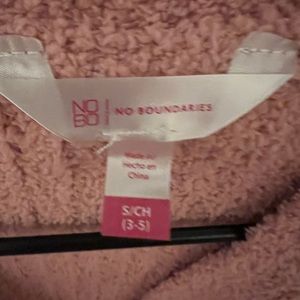 NO
BO
NO BOUNDARIES
Made in
Hecho en
China
S/CH
(3-5)